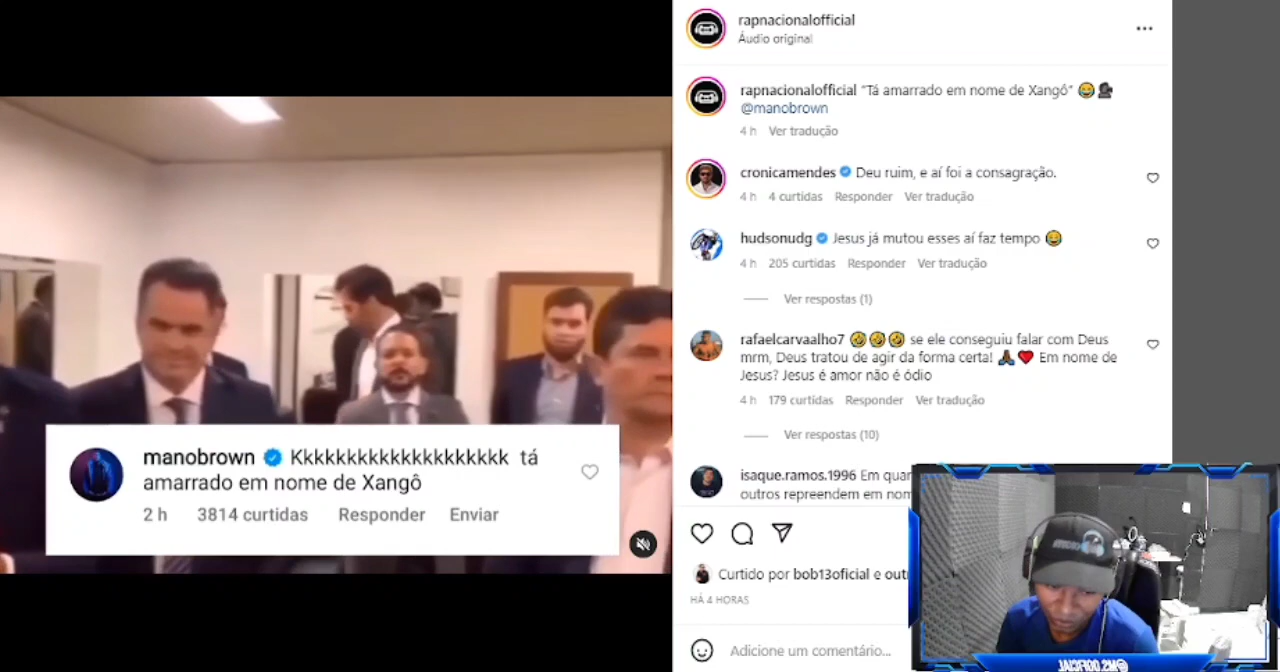 manobrown Kkkkkkkkkkkkkkkkkkkk tá
amarrado em nome de Xangô
2 h 3814 curtidas Responder Enviar
rapnacionalofficial
Áudio original
rapnacionalofficial “Tá amarrado em nome de Xangô” 😂🗣
@manobrown
4 h Ver tradução
cronicamendes Deu ruim, e aí foi a consagração.
4 h 4 curtidas Responder Ver tradução
hudsonudg Jesus já mutou esses aí faz tempo 😂
4 h 205 curtidas Responder Ver tradução
Ver respostas (1)
rafaelcarvaalho7 🤣🤣🤣 se ele conseguiu falar com Deus
mrm, Deus tratou de agir da forma certa! 🙏🏾❤️ Em nome de
Jesus? Jesus é amor não é ódio
4 h 179 curtidas Responder Ver tradução
Ver respostas (10)
isaque.ramos.1996 Em quar
outros repreendem em nom
Curtido por bob13oficial e outr
HÁ 4 HORAS
Adicione um comentário...